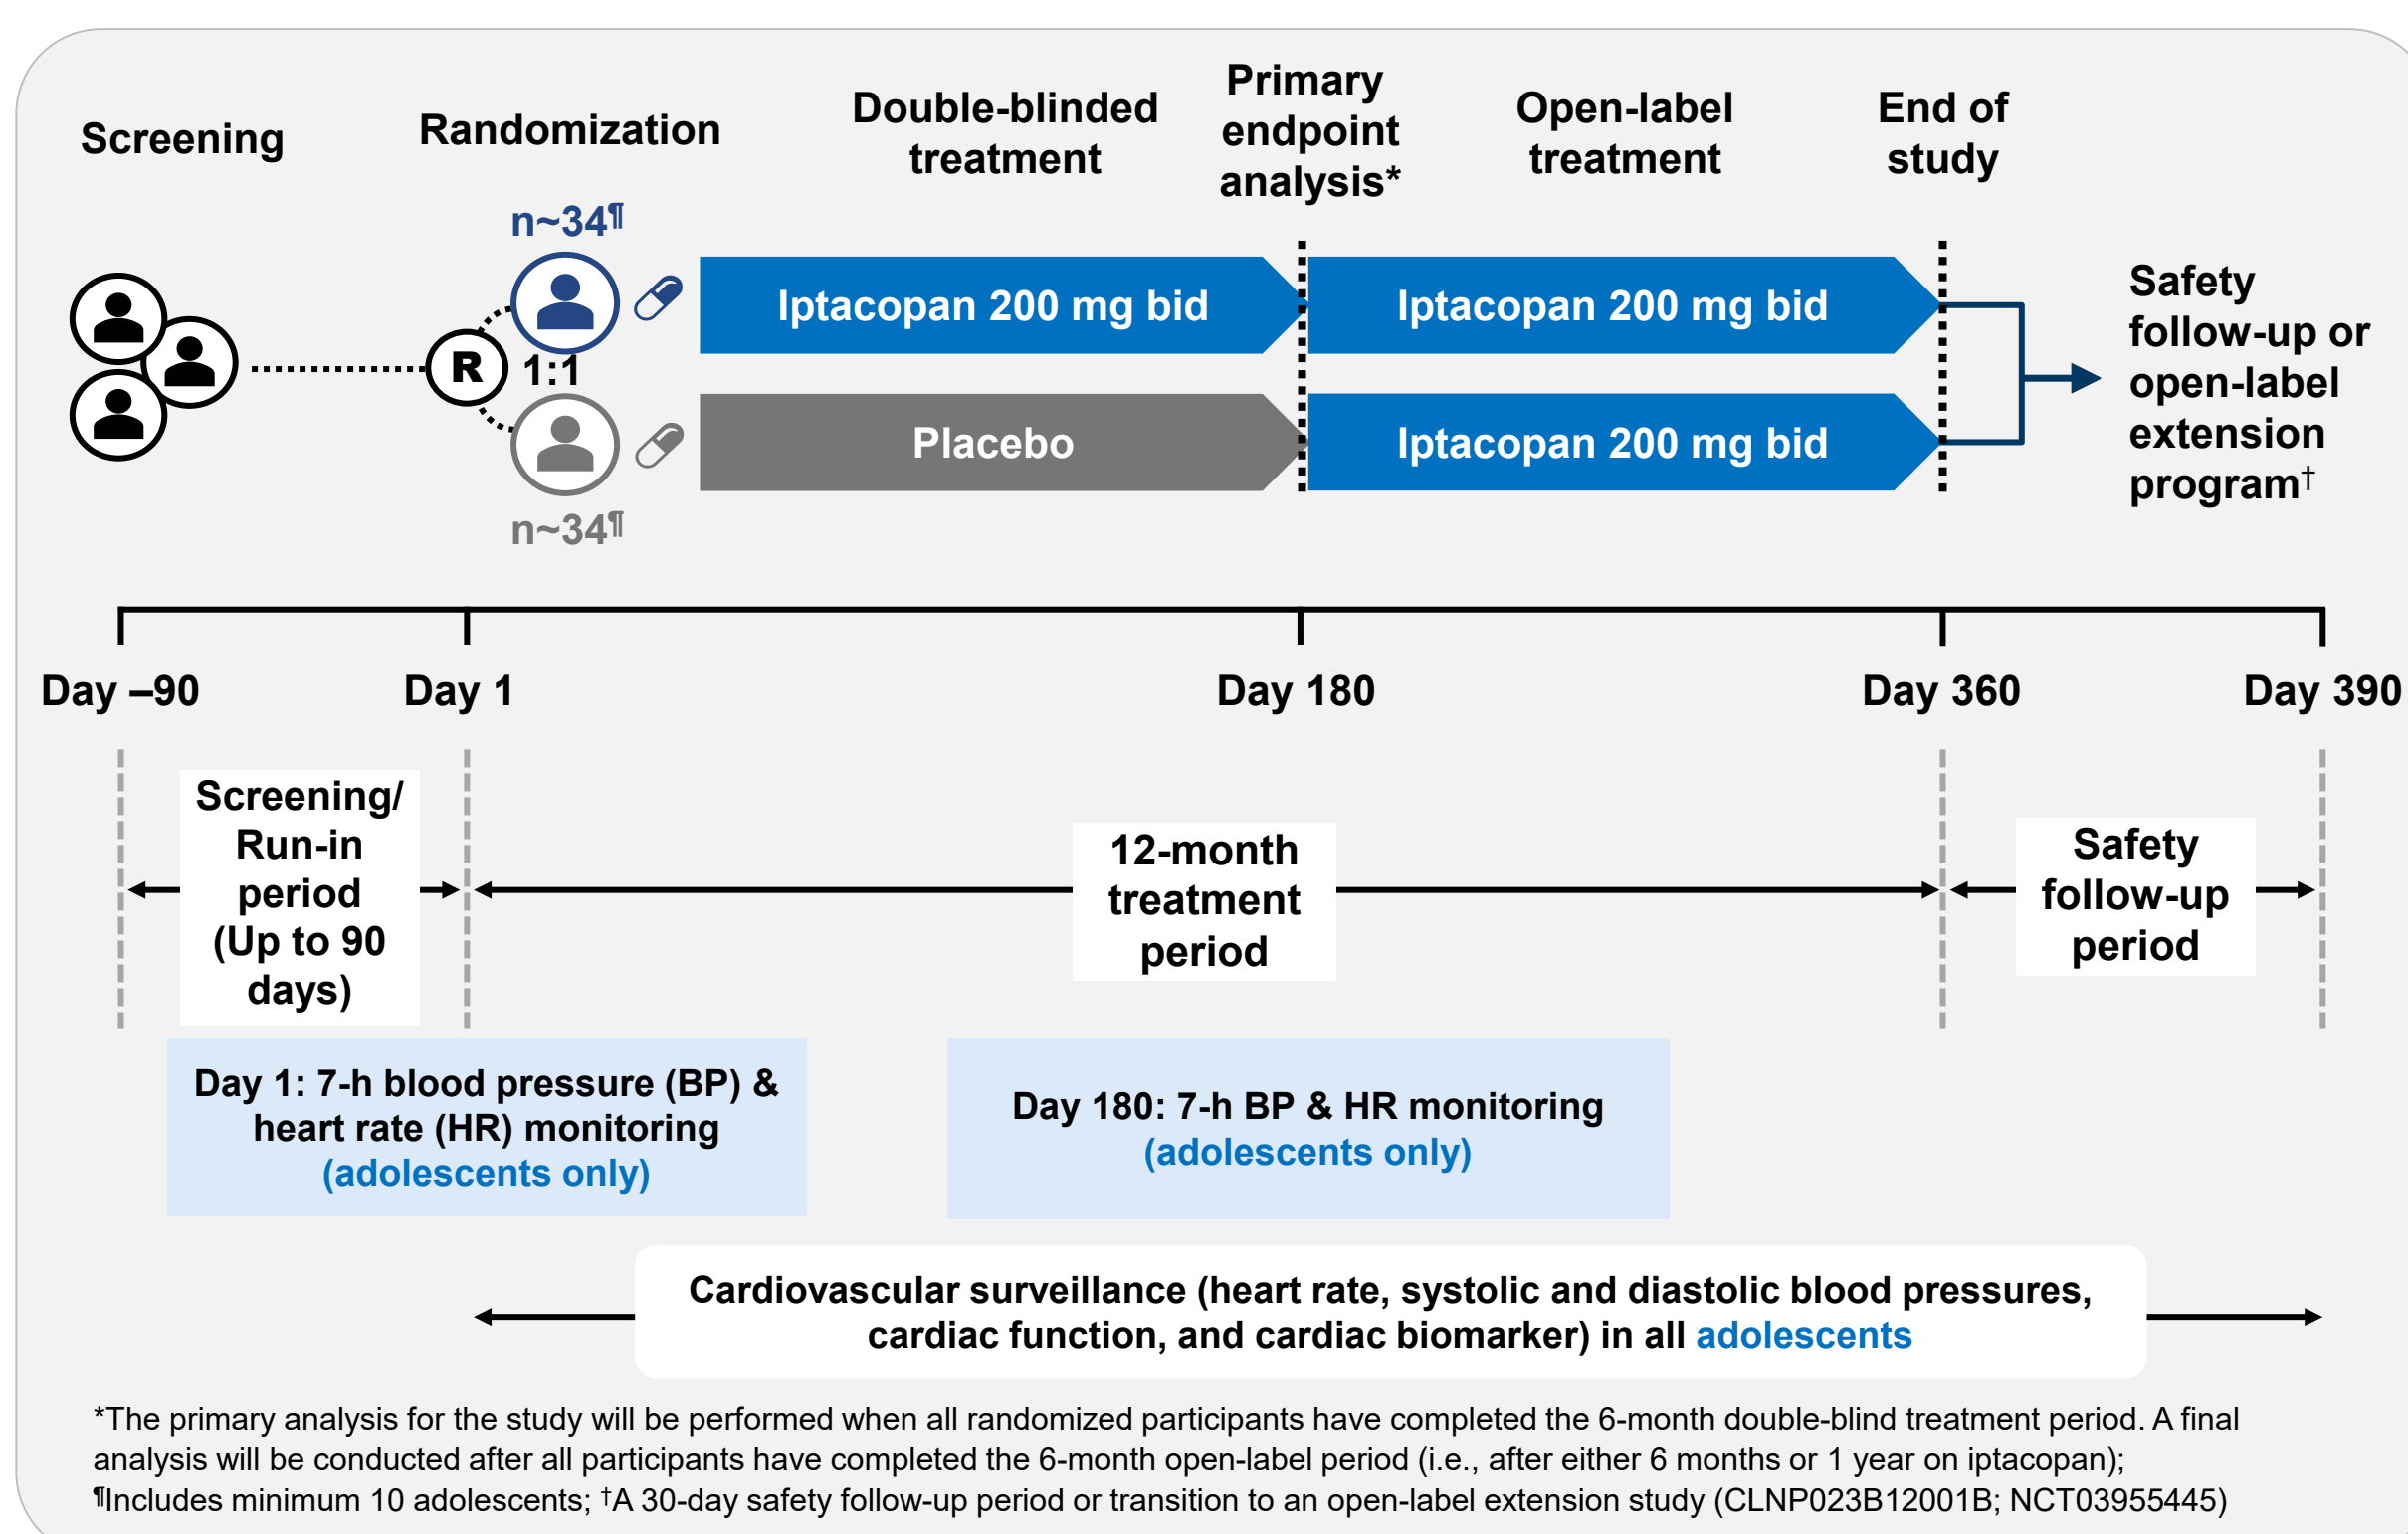 Screening
Randomization
Double-blinded
treatment
Primary
endpoint
analysis*
Open-label
treatment
End of
study
n~34¶
Iptacopan 200 mg bid
Iptacopan 200 mg bid
R
1:1
Placebo
Iptacopan 200 mg bid
n~34¶
Safety
follow-up or
open-label
extension
program†
Day –90
Day 1
Day 180
Day 360
Day 390
Screening/
Run-in
period
(Up to 90
days)
12-month
treatment
period
Safety
follow-up
period
Day 1: 7-h blood pressure (BP) &
heart rate (HR) monitoring
(adolescents only)
Day 180: 7-h BP & HR monitoring
(adolescents only)
Cardiovascular surveillance (heart rate, systolic and diastolic blood pressures,
cardiac function, and cardiac biomarker) in all adolescents
*The primary analysis for the study will be performed when all randomized participants have completed the 6-month double-blind treatment period. A final
analysis will be conducted after all participants have completed the 6-month open-label period (i.e., after either 6 months or 1 year on iptacopan);
¶Includes minimum 10 adolescents; †A 30-day safety follow-up period or transition to an open-label extension study (CLNP023B12001B; NCT03955445)